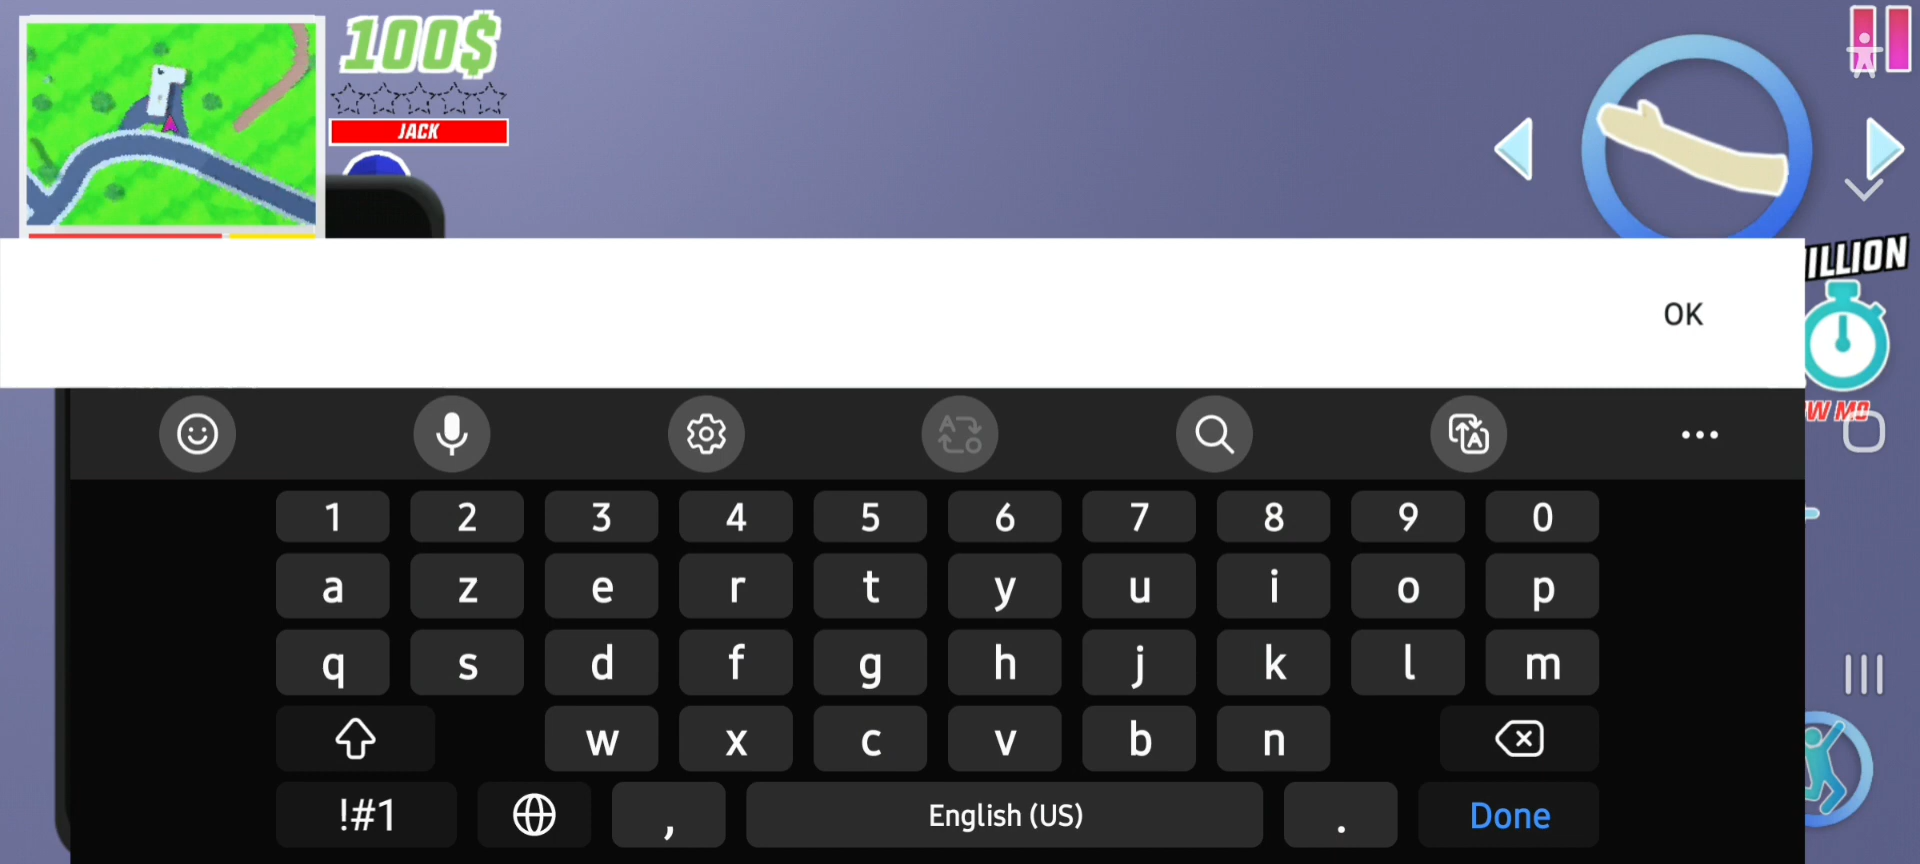 100$
JACK
ILLION
OK
W MO
1 2 3 4 5 6 7 8 9 0
a z e r t y u i o p
q s d f g h j k l m
w x c v b n
!#1 , English (US) . Done